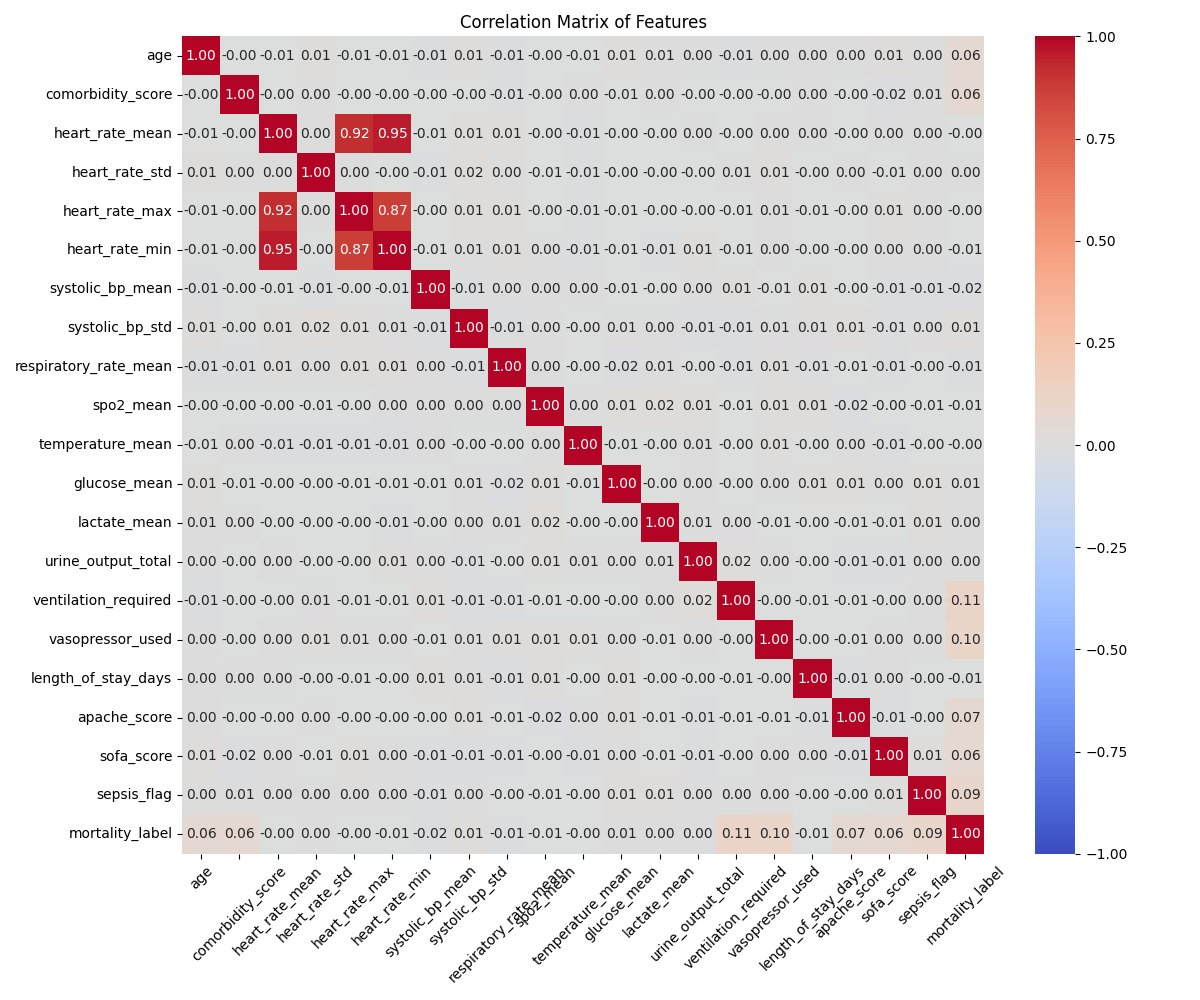 Correlation Matrix of Features
age 1.00 -0.00 -0.01 0.01 -0.01 -0.01 -0.01 0.01 -0.01 -0.00 -0.01 0.01 0.01 0.00 -0.01 0.00 0.00 0.00 0.01 0.00 0.06
comorbidity_score -0.00 1.00 -0.00 0.00 -0.00 -0.00 -0.00 -0.00 -0.01 -0.00 0.00 -0.01 0.00 0.00 -0.00 -0.00 0.00 -0.00 -0.02 0.01 0.06
heart_rate_mean -0.01 -0.00 1.00 0.00 0.92 0.95 -0.01 0.01 0.01 -0.00 -0.01 -0.00 -0.00 -0.00 -0.00 0.00 0.00 -0.00 0.00 0.00 -0.00
heart_rate_std 0.01 0.00 0.00 1.00 0.00 -0.00 -0.01 0.02 0.00 -0.01 -0.01 -0.00 -0.00 -0.00 0.01 0.01 -0.00 0.00 -0.01 0.00 0.00
heart_rate_max -0.01 -0.00 0.92 0.00 1.00 0.87 -0.00 0.01 0.01 -0.00 -0.01 -0.01 -0.00 -0.00 -0.01 0.01 -0.01 -0.00 0.01 0.00 -0.00
heart_rate_min -0.01 -0.00 0.95 -0.00 0.87 1.00 -0.01 0.01 0.01 0.00 -0.01 -0.01 -0.01 0.01 -0.01 0.00 -0.00 -0.00 0.00 0.00 -0.01
systolic_bp_mean -0.01 -0.00 -0.01 -0.01 -0.00 -0.01 1.00 -0.01 0.00 0.00 0.00 -0.01 -0.00 0.00 0.01 -0.01 0.01 -0.00 -0.01 -0.01 -0.02
systolic_bp_std 0.01 -0.00 0.01 0.02 0.01 0.01 -0.01 1.00 -0.01 0.00 -0.00 0.01 0.00 -0.01 -0.01 0.01 0.01 0.01 -0.01 0.00 0.01
respiratory_rate_mean -0.01 -0.01 0.01 0.00 0.01 0.01 0.00 -0.01 1.00 0.00 -0.00 -0.02 0.01 -0.00 -0.01 0.01 -0.01 -0.01 -0.01 -0.00 -0.01
spo2_mean -0.00 -0.00 -0.00 -0.01 -0.00 0.00 0.00 0.00 0.00 1.00 0.00 0.01 0.02 0.01 -0.00 0.01 0.01 -0.02 -0.00 -0.01 -0.01
temperature_mean -0.01 0.00 -0.01 -0.01 -0.01 -0.01 0.00 -0.00 -0.00 0.00 1.00 -0.01 -0.00 0.01 -0.00 0.01 -0.00 0.00 -0.01 -0.00 -0.00
glucose_mean 0.01 -0.01 -0.00 -0.00 -0.01 -0.01 -0.01 0.01 -0.02 0.01 -0.01 1.00 -0.00 0.00 -0.00 0.00 0.01 0.01 0.00 0.01 0.01
lactate_mean 0.01 0.00 -0.00 -0.00 -0.00 -0.01 -0.00 0.00 0.01 0.02 -0.00 -0.00 1.00 0.01 0.00 -0.01 -0.00 -0.01 -0.01 0.01 0.00
urine_output_total 0.00 0.00 -0.00 -0.00 -0.00 0.01 0.00 -0.01 -0.00 0.01 0.01 0.00 0.01 1.00 0.02 0.00 -0.00 -0.01 -0.01 0.00 0.00
ventilation_required -0.01 -0.00 -0.00 0.01 -0.01 -0.01 0.01 -0.01 -0.01 -0.00 -0.00 -0.00 0.00 0.02 1.00 -0.00 -0.01 -0.01 -0.00 0.00 0.11
vasopressor_used 0.00 -0.00 0.00 0.01 0.01 0.00 -0.01 0.01 0.01 0.01 0.01 0.00 -0.01 0.00 -0.00 1.00 -0.00 -0.01 0.00 0.00 0.10
length_of_stay_days 0.00 0.00 0.00 -0.00 -0.01 -0.00 0.01 0.01 -0.01 0.01 -0.00 0.01 -0.00 -0.00 -0.01 -0.00 1.00 -0.01 0.00 -0.00 -0.01
apache_score 0.00 -0.00 -0.00 0.00 -0.00 -0.00 -0.00 0.01 -0.01 -0.02 0.00 0.01 -0.01 -0.01 -0.01 -0.01 -0.01 1.00 -0.01 -0.00 0.07
sofa_score 0.01 -0.02 0.00 -0.01 0.01 0.00 -0.01 -0.01 -0.01 -0.00 -0.01 0.00 -0.01 -0.01 -0.00 0.00 0.00 -0.01 1.00 0.01 0.06
sepsis_flag 0.00 0.01 0.00 0.00 0.00 0.00 -0.01 0.00 -0.00 -0.01 -0.00 0.01 0.01 0.00 0.00 0.00 -0.00 -0.00 0.01 1.00 0.09
mortality_label 0.06 0.06 -0.00 0.00 -0.00 -0.01 -0.02 0.01 -0.01 -0.01 -0.00 0.01 0.00 0.00 0.11 0.10 -0.01 0.07 0.06 0.09 1.00
age
comorbidity_score
heart_rate_mean
heart_rate_std
heart_rate_max
heart_rate_min
systolic_bp_mean
systolic_bp_std
respiratory_rate_mean
spo2_mean
temperature_mean
glucose_mean
lactate_mean
urine_output_total
ventilation_required
vasopressor_used
length_of_stay_days
apache_score
sofa_score
sepsis_flag
mortality_label
1.00
0.75
0.50
0.25
0.00
−0.25
−0.50
−0.75
−1.00